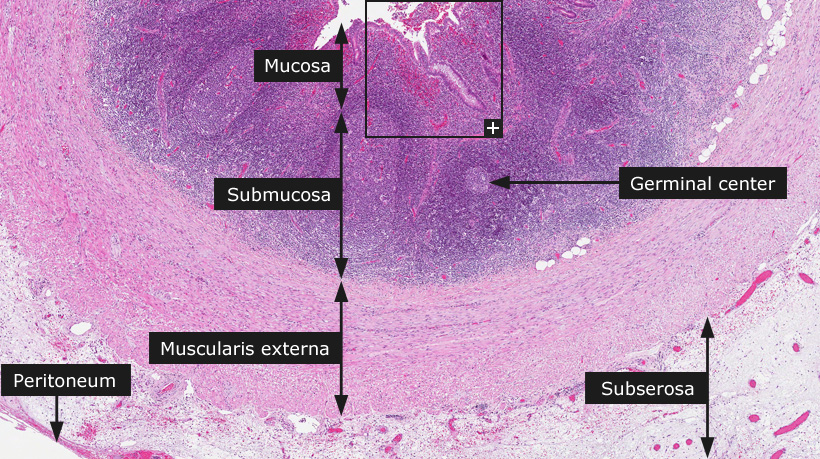 Mucosa
Germinal center
Submucosa
Muscularis externa
Peritoneum
Subserosa